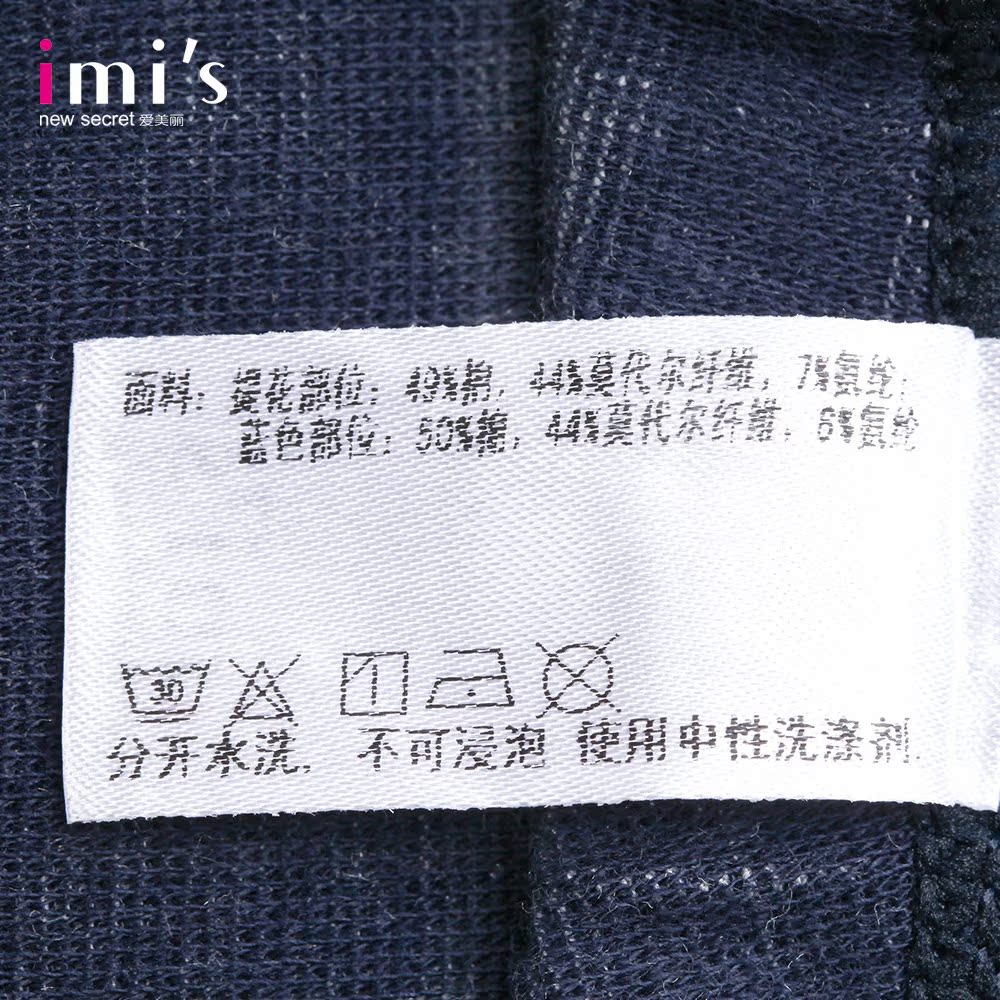 imi's
new secret 爱美丽
面料：提花部位：49%棉，44%莫代尔纤维，7%氨纶；
蓝色部位：50%棉，44%莫代尔纤维，6%氨纶
30
分开水洗，不可浸泡 使用中性洗涤剂.